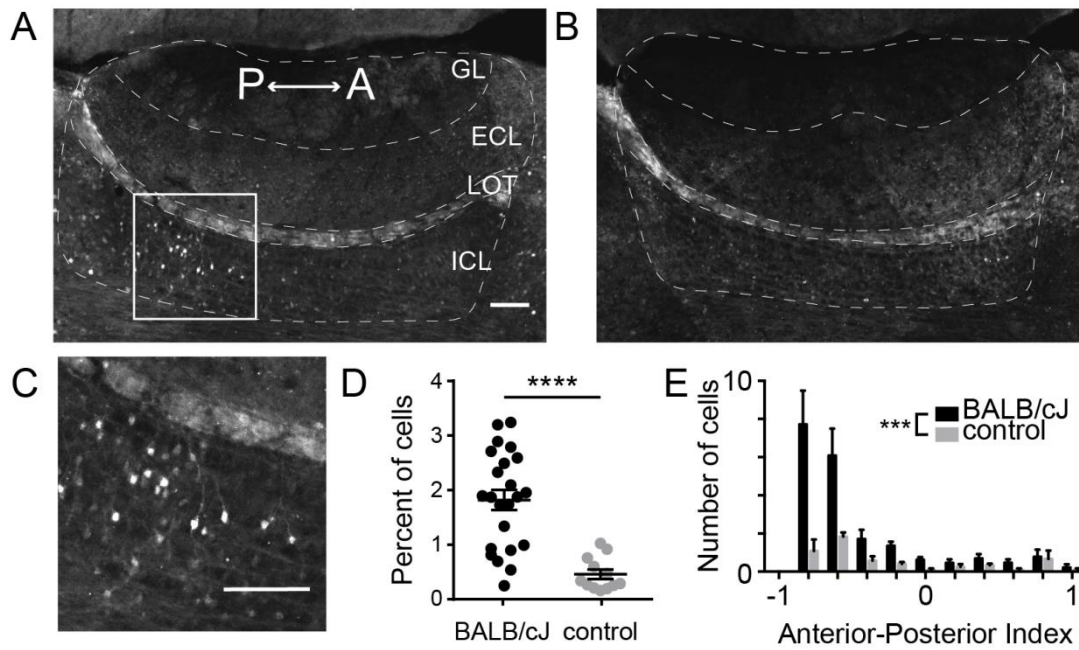 A
P A
GL
ECL
LOT
ICL
B
C
D
4
3
2
1
0
Percent of cells
****
BALB/cJ control
E
10
0
Number of cells
***
BALB/cJ
control
-1 0 1
Anterior-Posterior Index